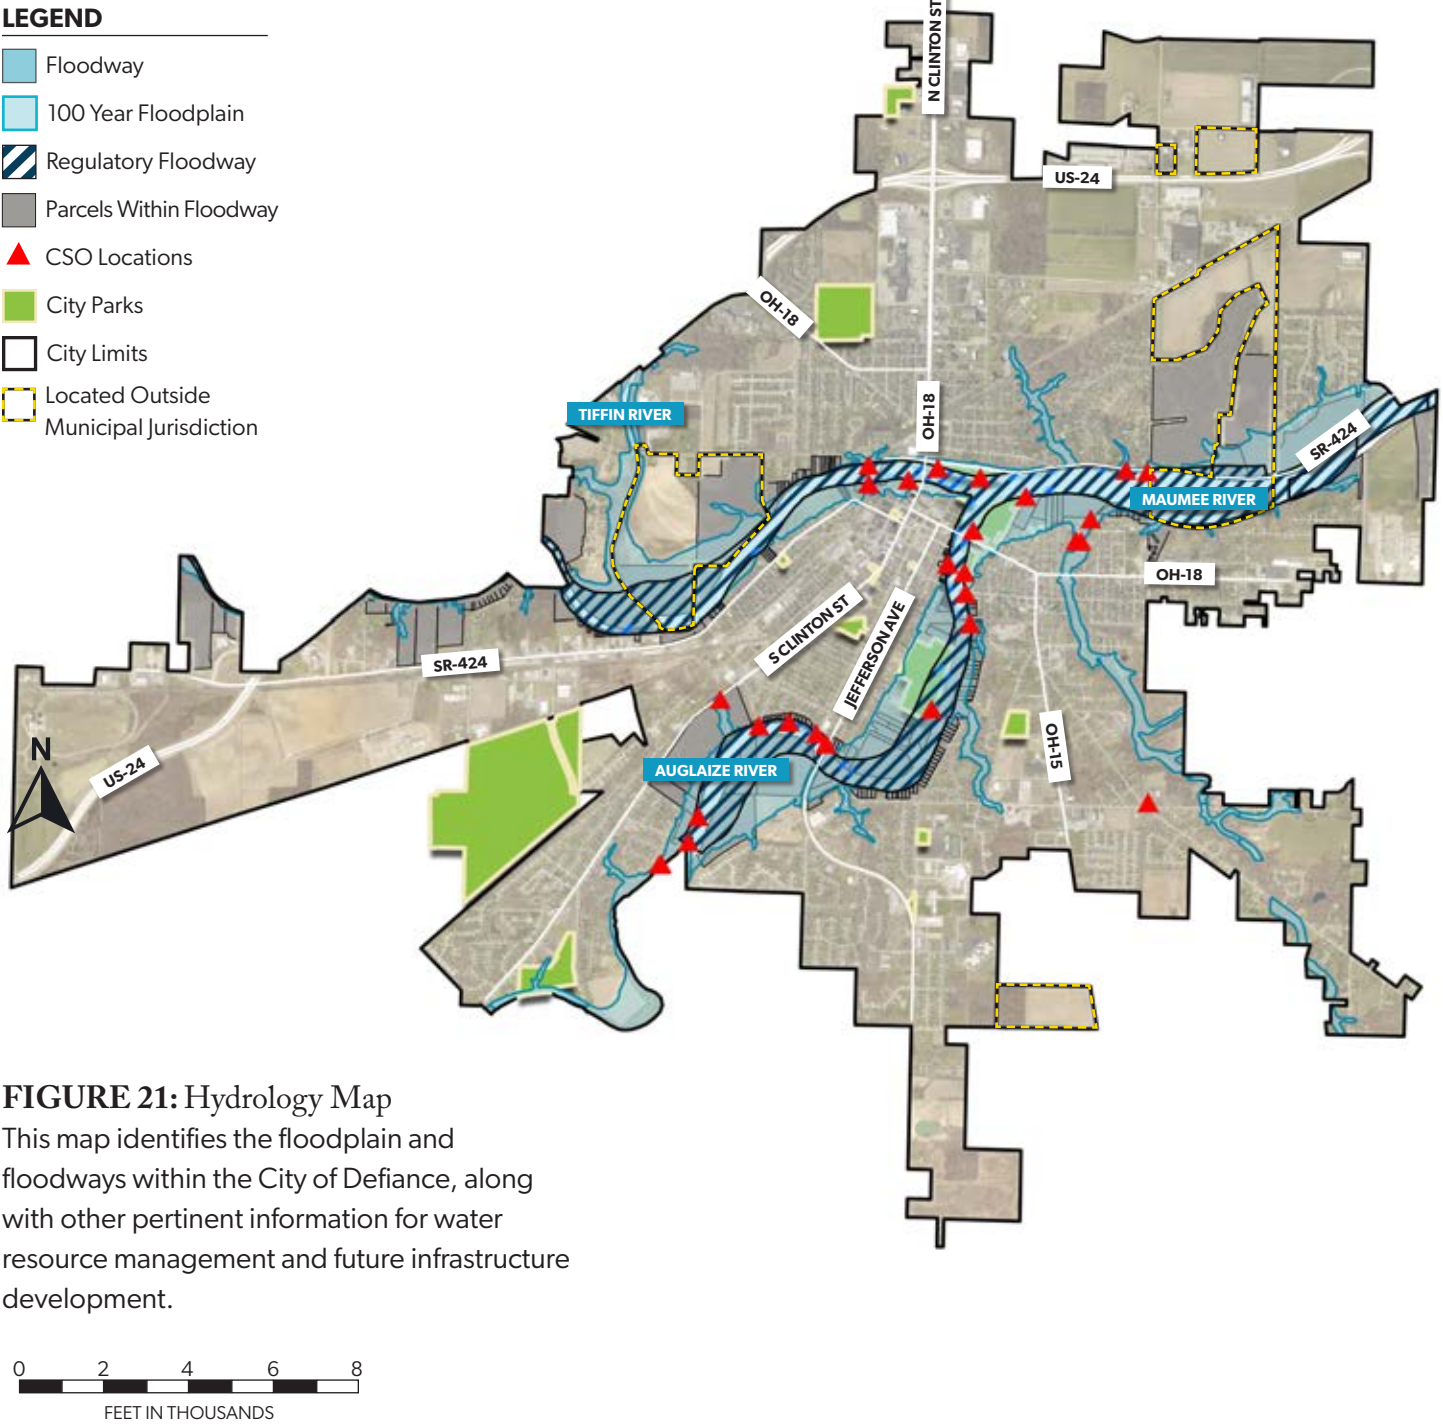 LEGEND
Floodway
100 Year Floodplain
Regulatory Floodway
Parcels Within Floodway
CSO Locations
City Parks
City Limits
Located Outside
Municipal Jurisdiction
N CLINTON ST
US-24
OH-18
OH-18
TIFFIN RIVER
SR-424
MAUMEE RIVER
OH-18
S CLINTON ST
JEFFERSON AVE
SR-424
OH-15
US-24
AUGLAIZE RIVER
N
FIGURE 21: Hydrology Map
This map identifies the floodplain and
floodways within the City of Defiance, along
with other pertinent information for water
resource management and future infrastructure
development.
0 2 4 6 8
FEET IN THOUSANDS